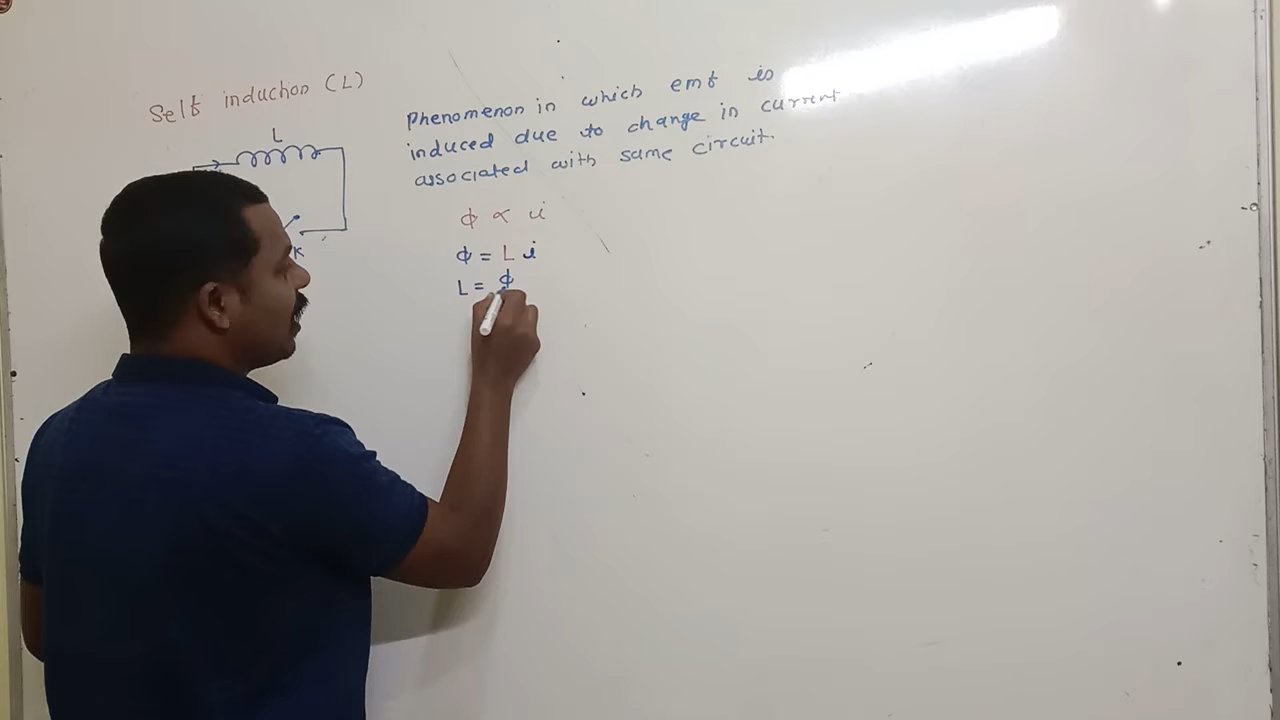 Self induction (L)
L
K
Phenomenon in which emf is
induced due to change in current
associated with same circuit.
ϕ ∝ i
ϕ = L i
L = ϕ